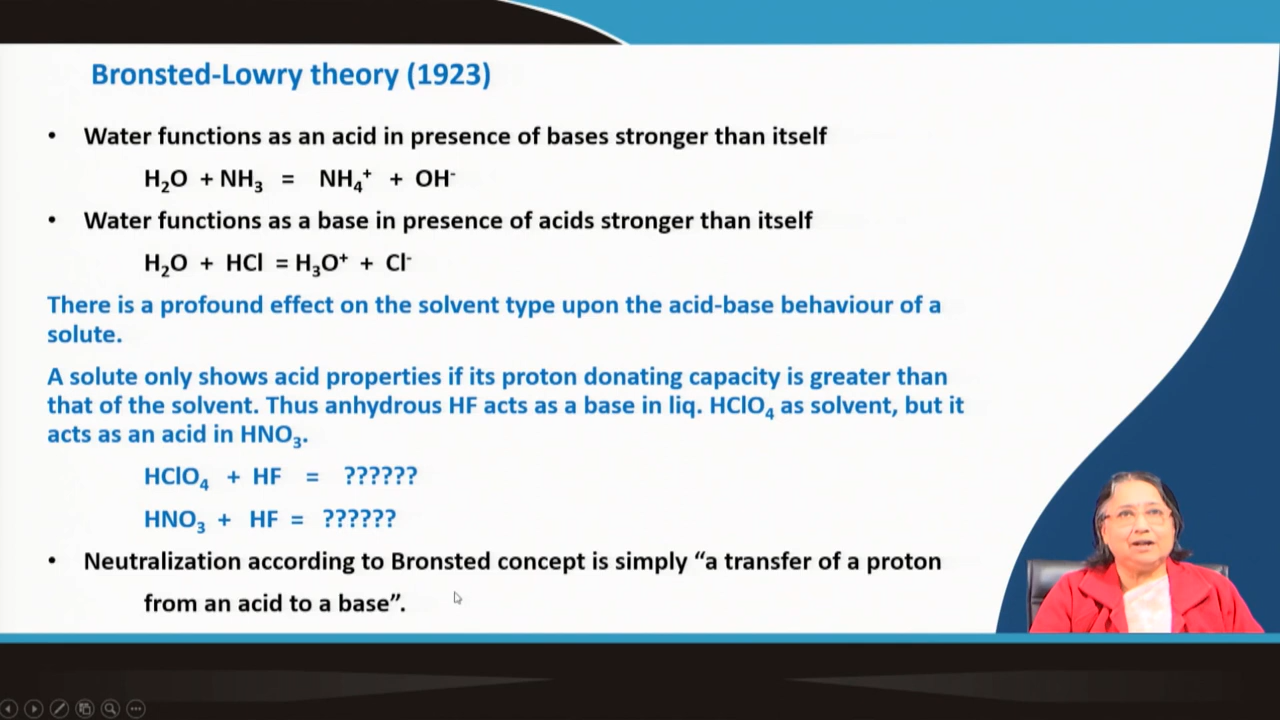 Bronsted-Lowry theory (1923)
• Water functions as an acid in presence of bases stronger than itself
H₂O + NH₃ = NH₄⁺ + OH⁻
• Water functions as a base in presence of acids stronger than itself
H₂O + HCl = H₃O⁺ + Cl⁻
There is a profound effect on the solvent type upon the acid-base behaviour of a
solute.
A solute only shows acid properties if its proton donating capacity is greater than
that of the solvent. Thus anhydrous HF acts as a base in liq. HClO₄ as solvent, but it
acts as an acid in HNO₃.
HClO₄ + HF = ??????
HNO₃ + HF = ??????
• Neutralization according to Bronsted concept is simply “a transfer of a proton
from an acid to a base”.